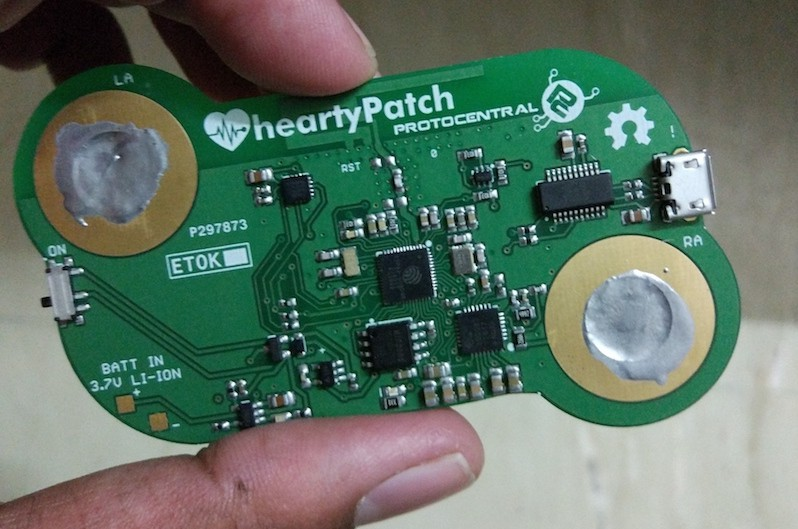 LA
heartyPatch
PROTOCENTRAL
!
RST
0
P297873
ETOK
ON
RA
BATT IN
3.7V LI-ION
+
-